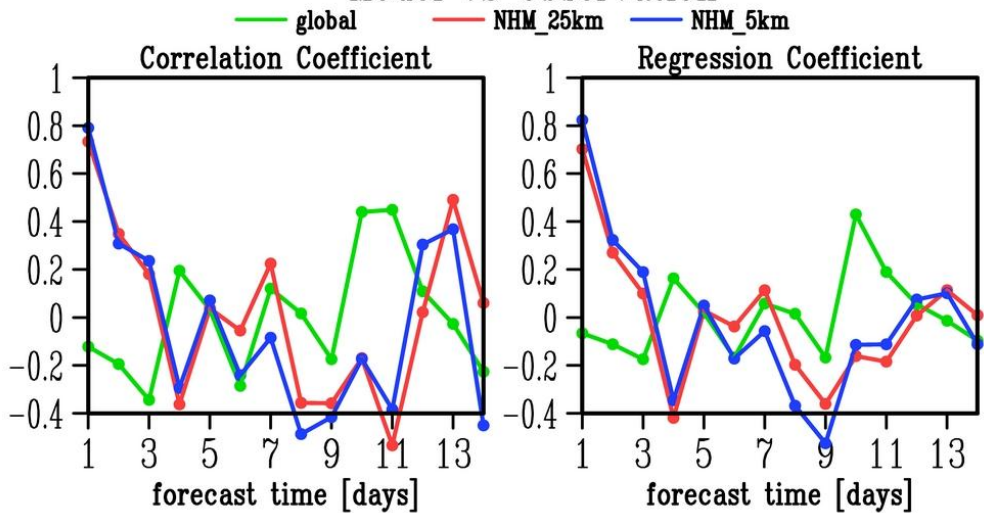 global NHM_25km NHM_5km
Correlation Coefficient Regression Coefficient
1 1
0.8 0.8
0.6 0.6
0.4 0.4
0.2 0.2
0 0
−0.2 −0.2
−0.4 −0.4
1 3 5 7 9 11 13 1 3 5 7 9 11 13
forecast time [days] forecast time [days]